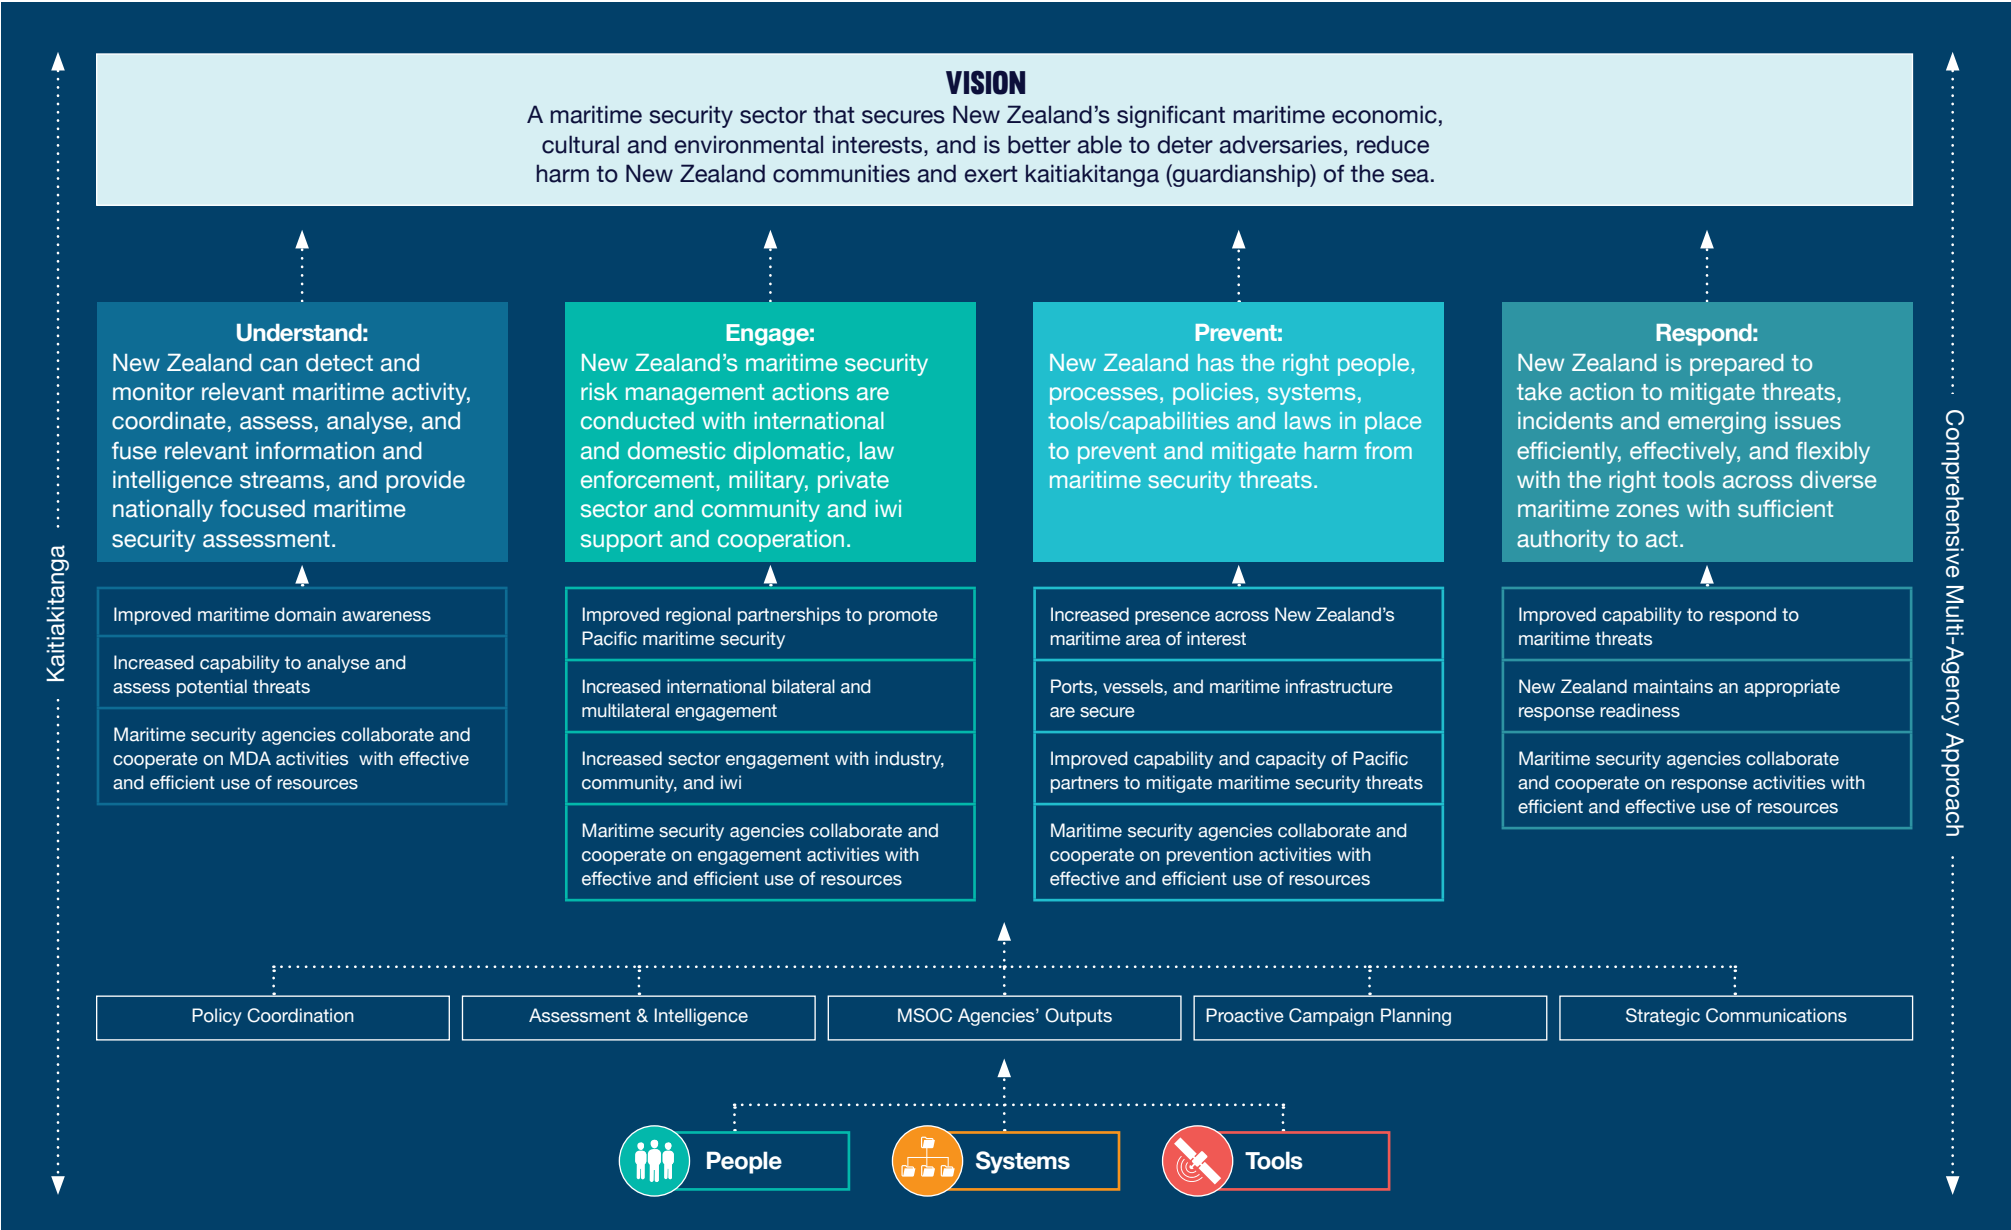 VISION
A maritime security sector that secures New Zealand’s significant maritime economic,
cultural and environmental interests, and is better able to deter adversaries, reduce
harm to New Zealand communities and exert kaitiakitanga (guardianship) of the sea.
Kaitiakitanga
Understand:
New Zealand can detect and
monitor relevant maritime activity,
coordinate, assess, analyse, and
fuse relevant information and
intelligence streams, and provide
nationally focused maritime
security assessment.
Improved maritime domain awareness
Increased capability to analyse and
assess potential threats
Maritime security agencies collaborate and
cooperate on MDA activities  with effective
and efficient use of resources
Engage:
New Zealand’s maritime security
risk management actions are
conducted with international
and domestic diplomatic, law
enforcement, military, private
sector and community and iwi
support and cooperation.
Improved regional partnerships to promote
Pacific maritime security
Increased international bilateral and
multilateral engagement
Increased sector engagement with industry,
community, and iwi
Maritime security agencies collaborate and
cooperate on engagement activities with
effective and efficient use of resources
Prevent:
New Zealand has the right people,
processes, policies, systems,
tools/capabilities and laws in place
to prevent and mitigate harm from
maritime security threats.
Increased presence across New Zealand’s
maritime area of interest
Ports, vessels, and maritime infrastructure
are secure
Improved capability and capacity of Pacific
partners to mitigate maritime security threats
Maritime security agencies collaborate and
cooperate on prevention activities with
effective and efficient use of resources
Respond:
New Zealand is prepared to
take action to mitigate threats,
incidents and emerging issues
efficiently, effectively, and flexibly
with the right tools across diverse
maritime zones with sufficient
authority to act.
Improved capability to respond to
maritime threats
New Zealand maintains an appropriate
response readiness
Maritime security agencies collaborate
and cooperate on response activities with
efficient and effective use of resources
Comprehensive Multi-Agency Approach
Policy Coordination
Assessment & Intelligence
MSOC Agencies’ Outputs
Proactive Campaign Planning
Strategic Communications
People
Systems
Tools